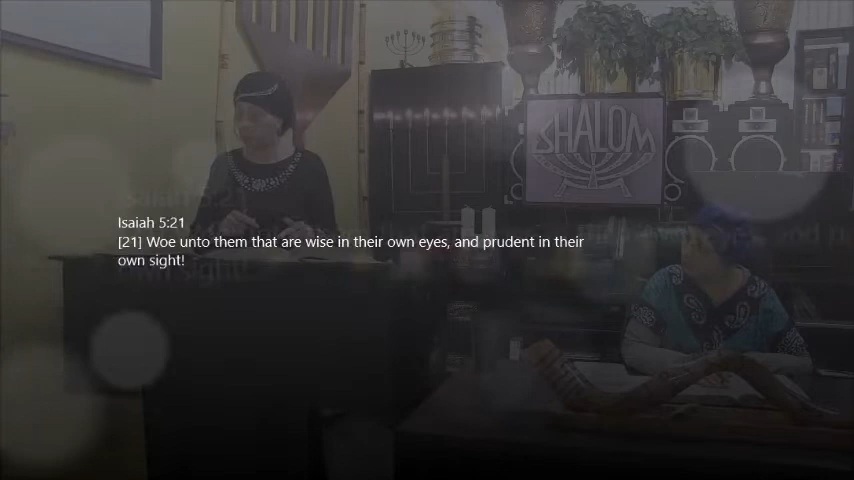 SHALOM
Isaiah 5:21
[21] Woe unto them that are wise in their own eyes, and prudent in their
own sight!